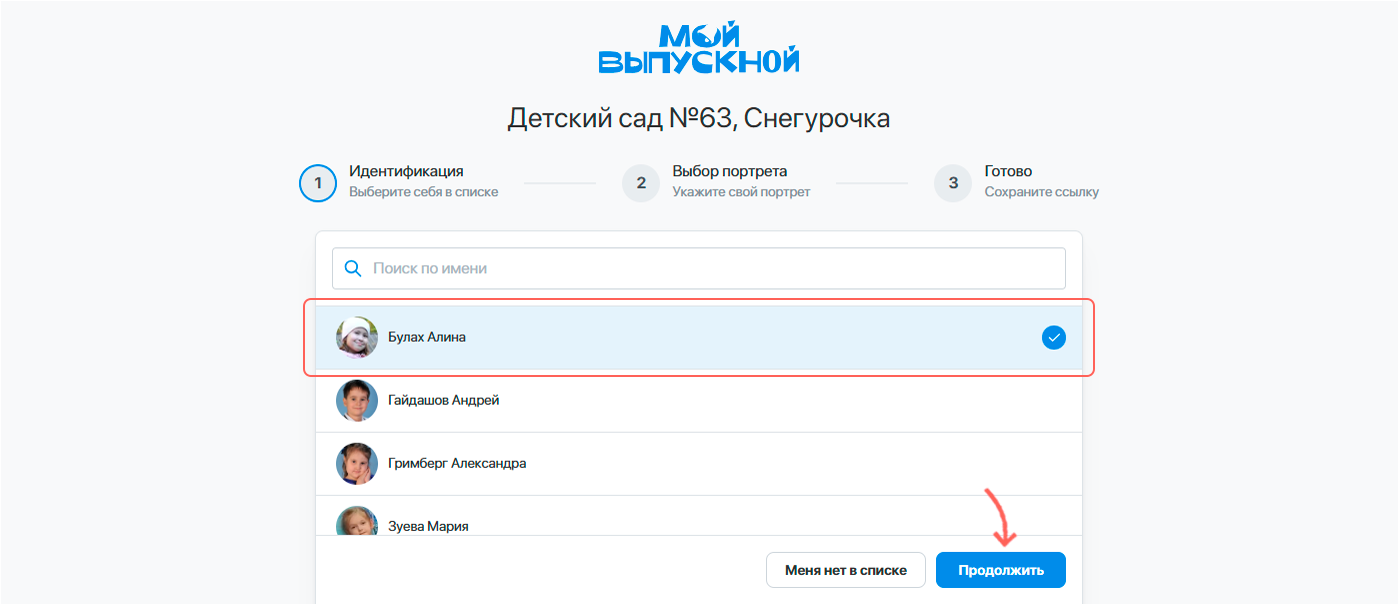 МОЙ
ВЫПУСКНОЙ
Детский сад №63, Снегурочка
1 Идентификация
Выберите себя в списке
2 Выбор портрета
Укажите свой портрет
3 Готово
Сохраните ссылку
Поиск по имени
Булах Алина
Гайдашов Андрей
Гримберг Александра
Зуева Мария
Меня нет в списке
Продолжить